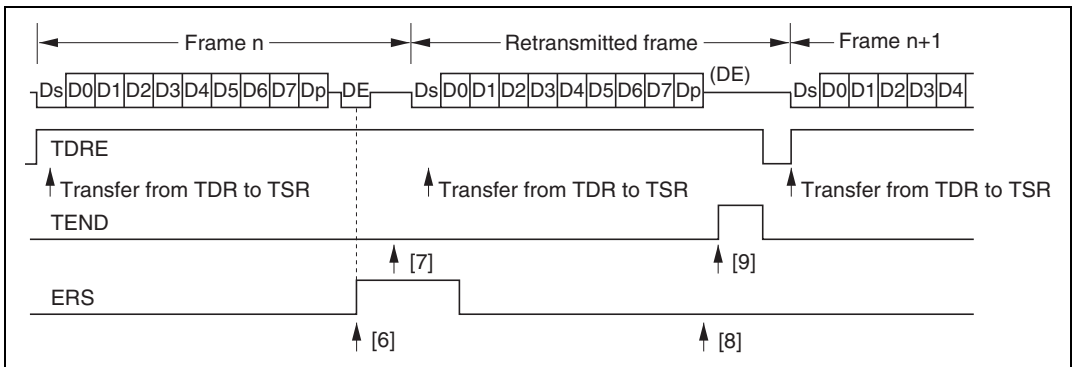 Frame n Retransmitted frame Frame n+1
(DE)
Ds D0 D1 D2 D3 D4 D5 D6 D7 Dp DE Ds D0 D1 D2 D3 D4 D5 D6 D7 Dp Ds D0 D1 D2 D3 D4
TDRE
Transfer from TDR to TSR Transfer from TDR to TSR Transfer from TDR to TSR
TEND
[7] [9]
ERS
[6] [8]